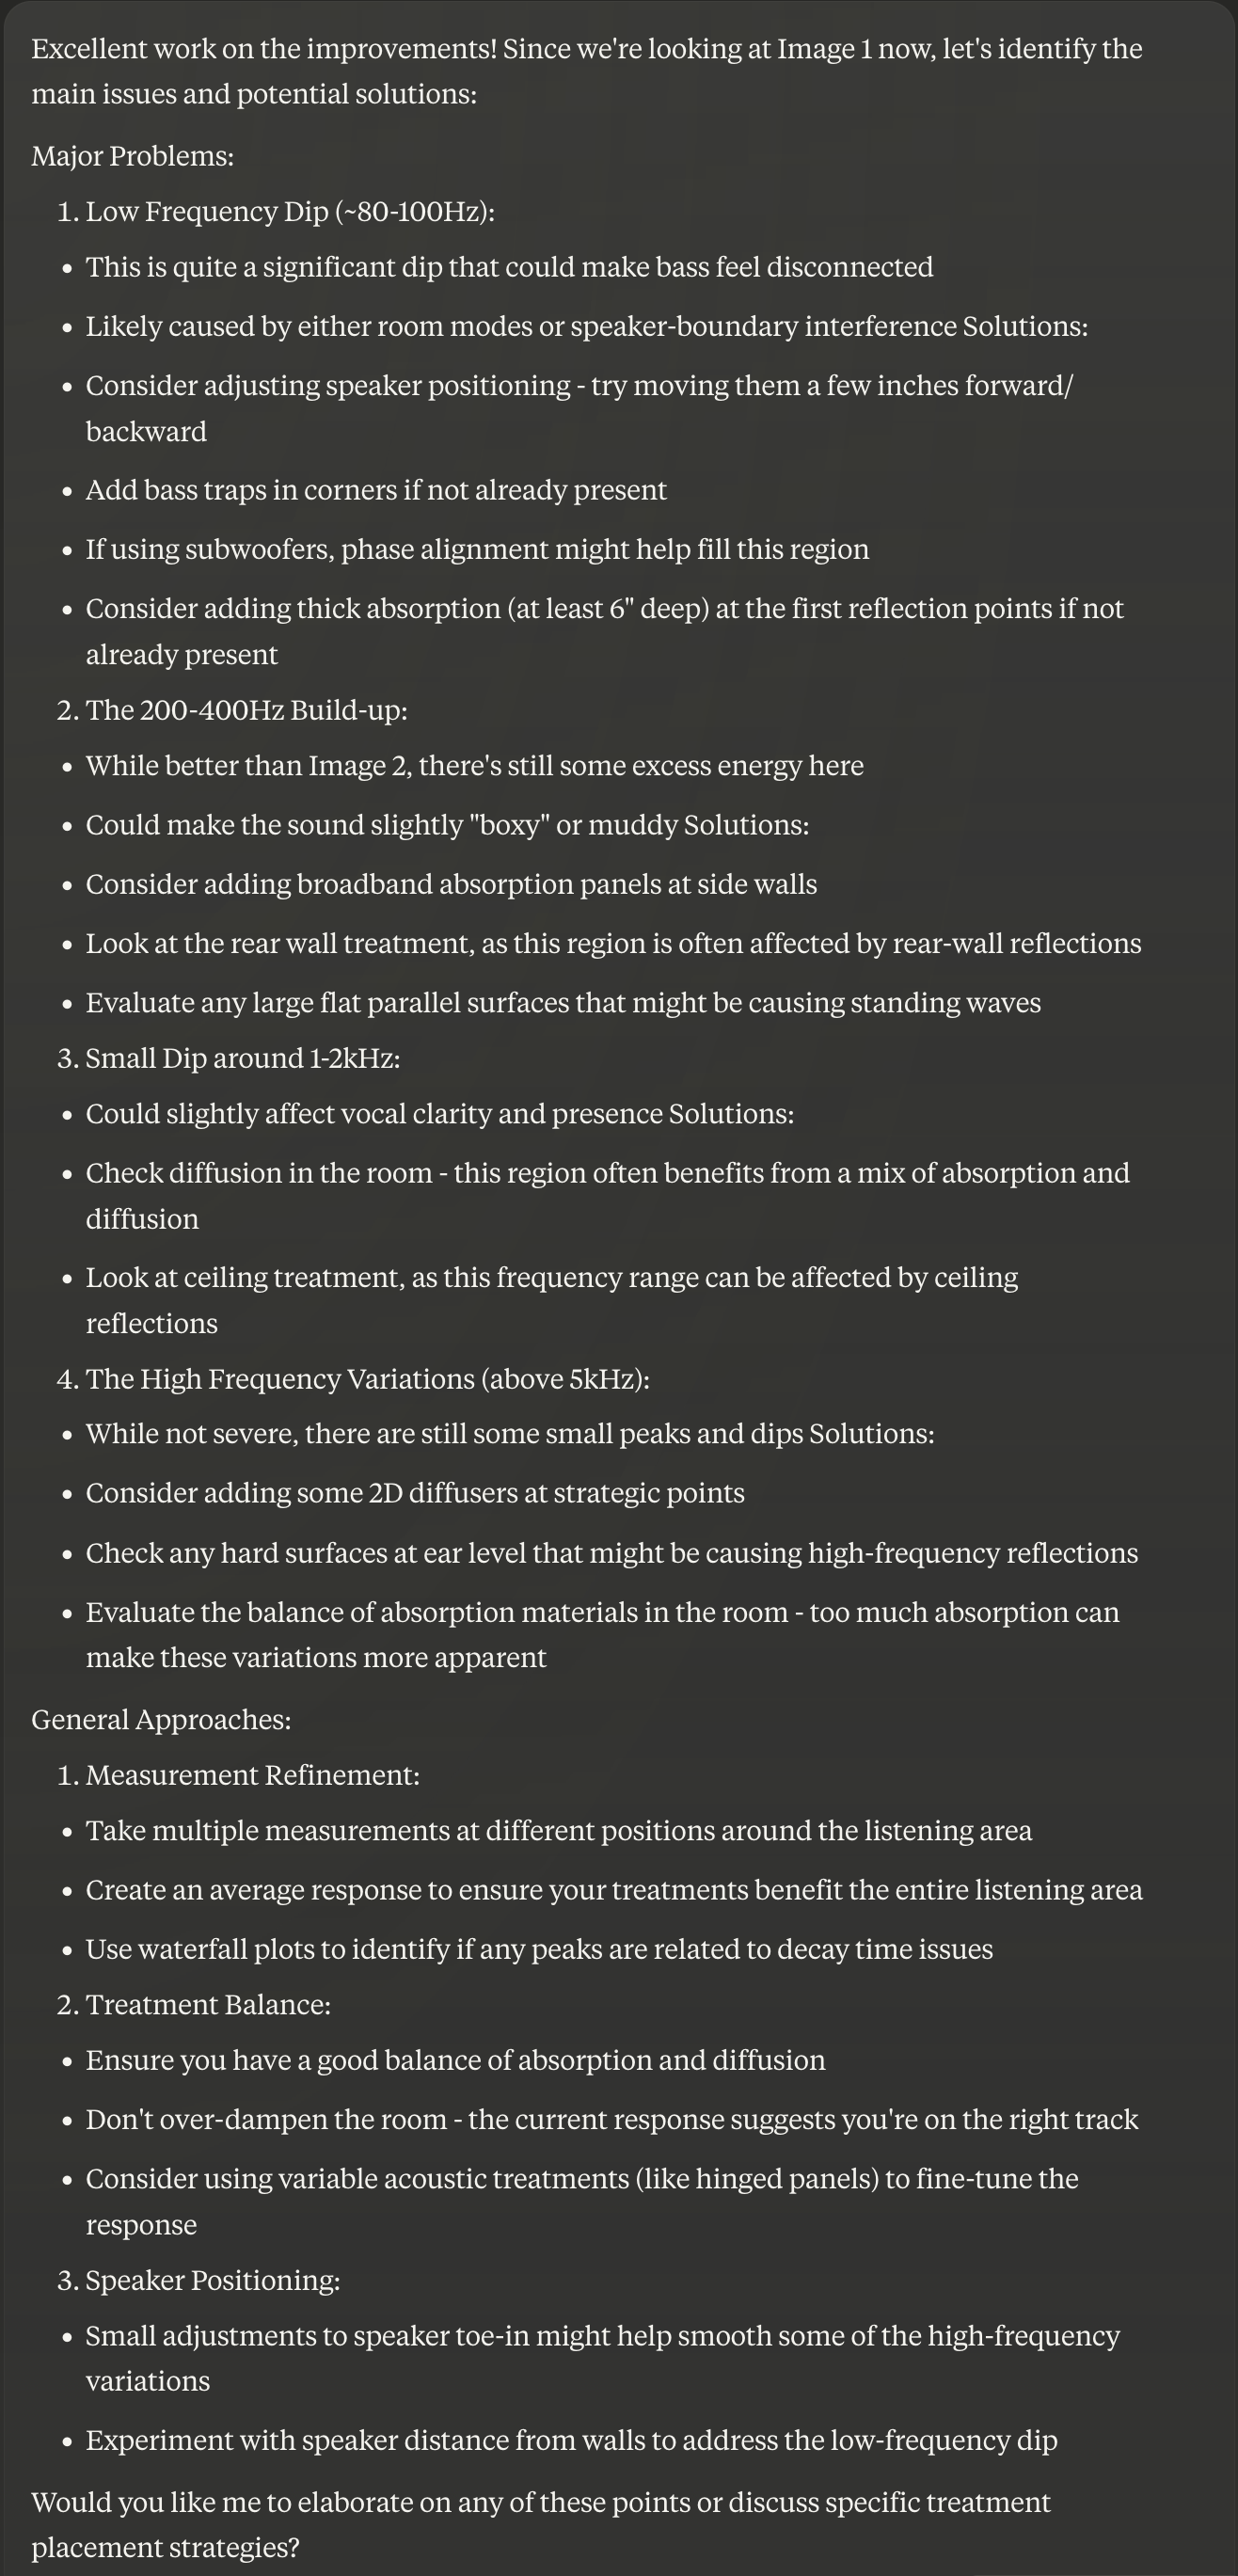 Excellent work on the improvements! Since we're looking at Image 1 now, let's identify the
main issues and potential solutions:
Major Problems:
1. Low Frequency Dip (~80-100Hz):
• This is quite a significant dip that could make bass feel disconnected
• Likely caused by either room modes or speaker-boundary interference Solutions:
• Consider adjusting speaker positioning - try moving them a few inches forward/
backward
• Add bass traps in corners if not already present
• If using subwoofers, phase alignment might help fill this region
• Consider adding thick absorption (at least 6" deep) at the first reflection points if not
already present
2. The 200-400Hz Build-up:
• While better than Image 2, there's still some excess energy here
• Could make the sound slightly "boxy" or muddy Solutions:
• Consider adding broadband absorption panels at side walls
• Look at the rear wall treatment, as this region is often affected by rear-wall reflections
• Evaluate any large flat parallel surfaces that might be causing standing waves
3. Small Dip around 1-2kHz:
• Could slightly affect vocal clarity and presence Solutions:
• Check diffusion in the room - this region often benefits from a mix of absorption and
diffusion
• Look at ceiling treatment, as this frequency range can be affected by ceiling
reflections
4. The High Frequency Variations (above 5kHz):
• While not severe, there are still some small peaks and dips Solutions:
• Consider adding some 2D diffusers at strategic points
• Check any hard surfaces at ear level that might be causing high-frequency reflections
• Evaluate the balance of absorption materials in the room - too much absorption can
make these variations more apparent
General Approaches:
1. Measurement Refinement:
• Take multiple measurements at different positions around the listening area
• Create an average response to ensure your treatments benefit the entire listening area
• Use waterfall plots to identify if any peaks are related to decay time issues
2. Treatment Balance:
• Ensure you have a good balance of absorption and diffusion
• Don't over-dampen the room - the current response suggests you're on the right track
• Consider using variable acoustic treatments (like hinged panels) to fine-tune the
response
3. Speaker Positioning:
• Small adjustments to speaker toe-in might help smooth some of the high-frequency
variations
• Experiment with speaker distance from walls to address the low-frequency dip
Would you like me to elaborate on any of these points or discuss specific treatment
placement strategies?